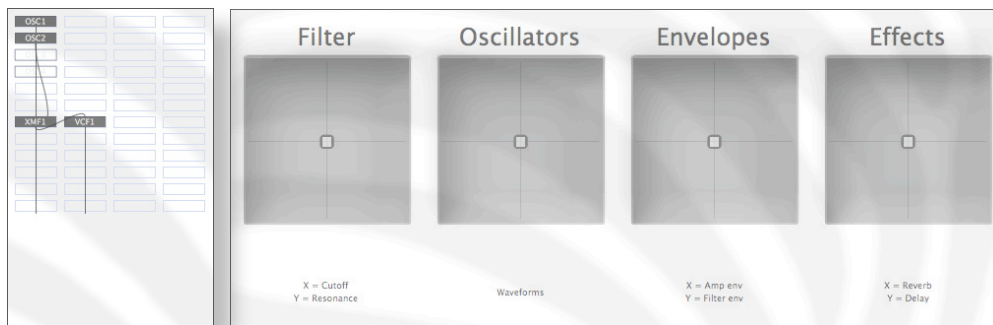 OSC1
OSC2
XMF1 VCF1
Filter Oscillators Envelopes Effects
X = Cutoff
Y = Resonance
Waveforms
X = Amp env
Y = Filter env
X = Reverb
Y = Delay